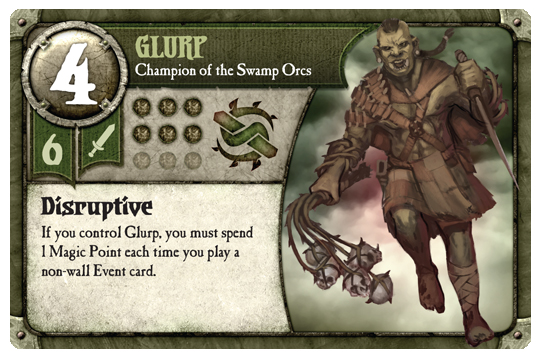 4
GLURP
Champion of the Swamp Orcs
6
Disruptive
If you control Glurp, you must spend
1 Magic Point each time you play a
non-wall Event card.